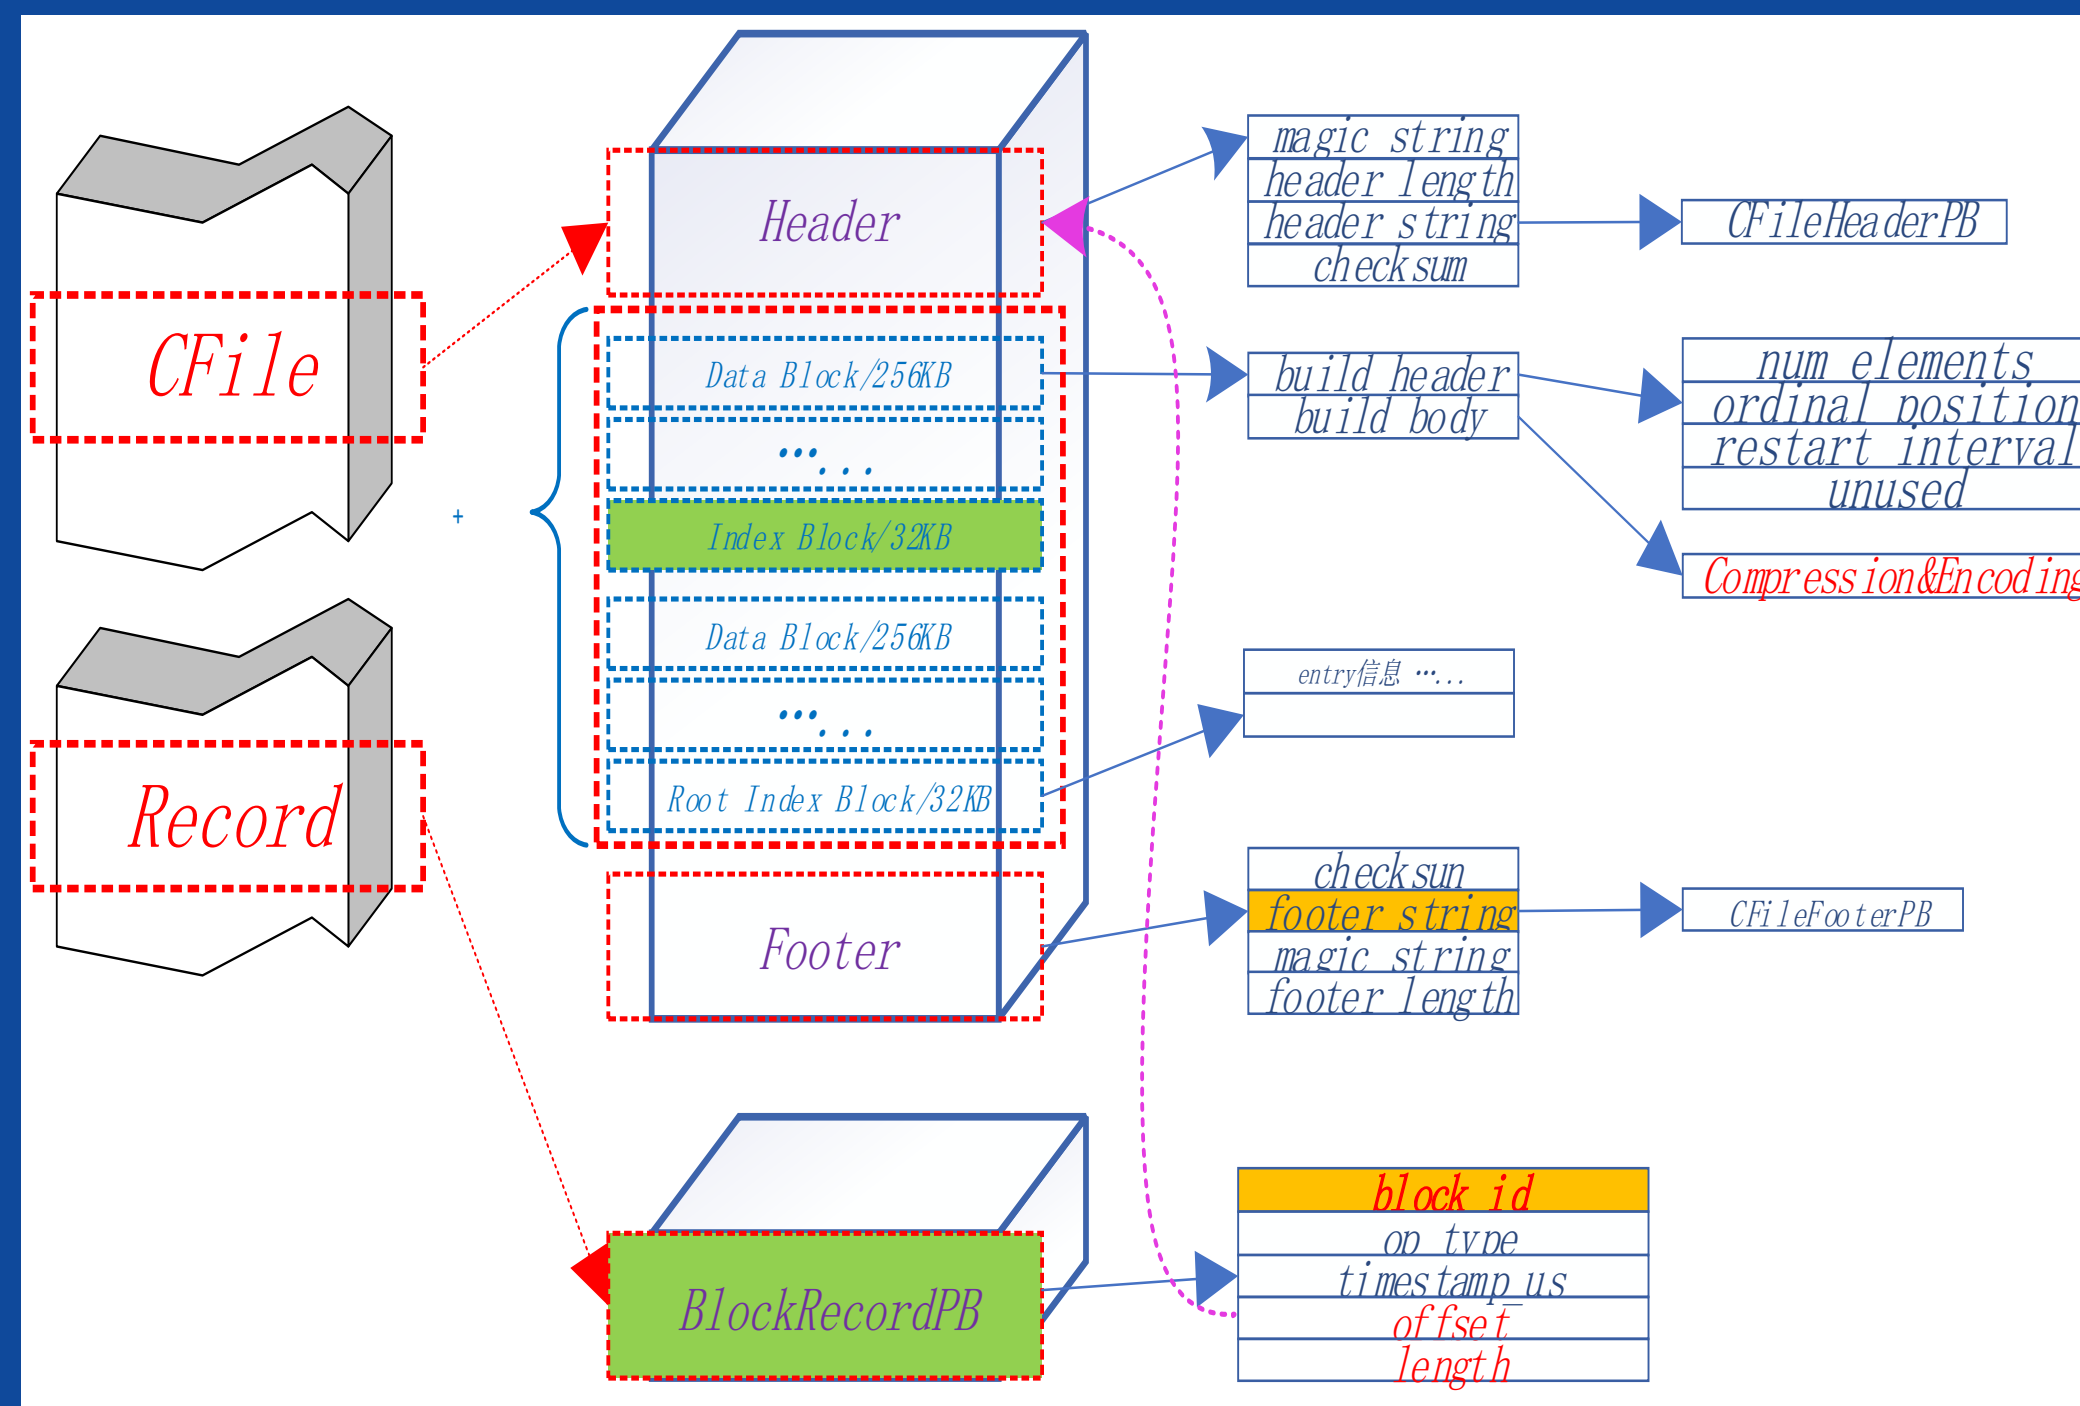 CFile
+
Record
Header
Data Block/256KB
…...
Index Block/32KB
Data Block/256KB
…...
Root Index Block/32KB
Footer
BlockRecordPB
magic string
header length
header string
checksum
CFileHeaderPB
build header
build body
num elements
ordinal position
restart interval
unused
Compression&Encoding
entry信息 …...
checksun
footer string
magic string
footer length
CFileFooterPB
block id
op type
timestamp_us
offset
length